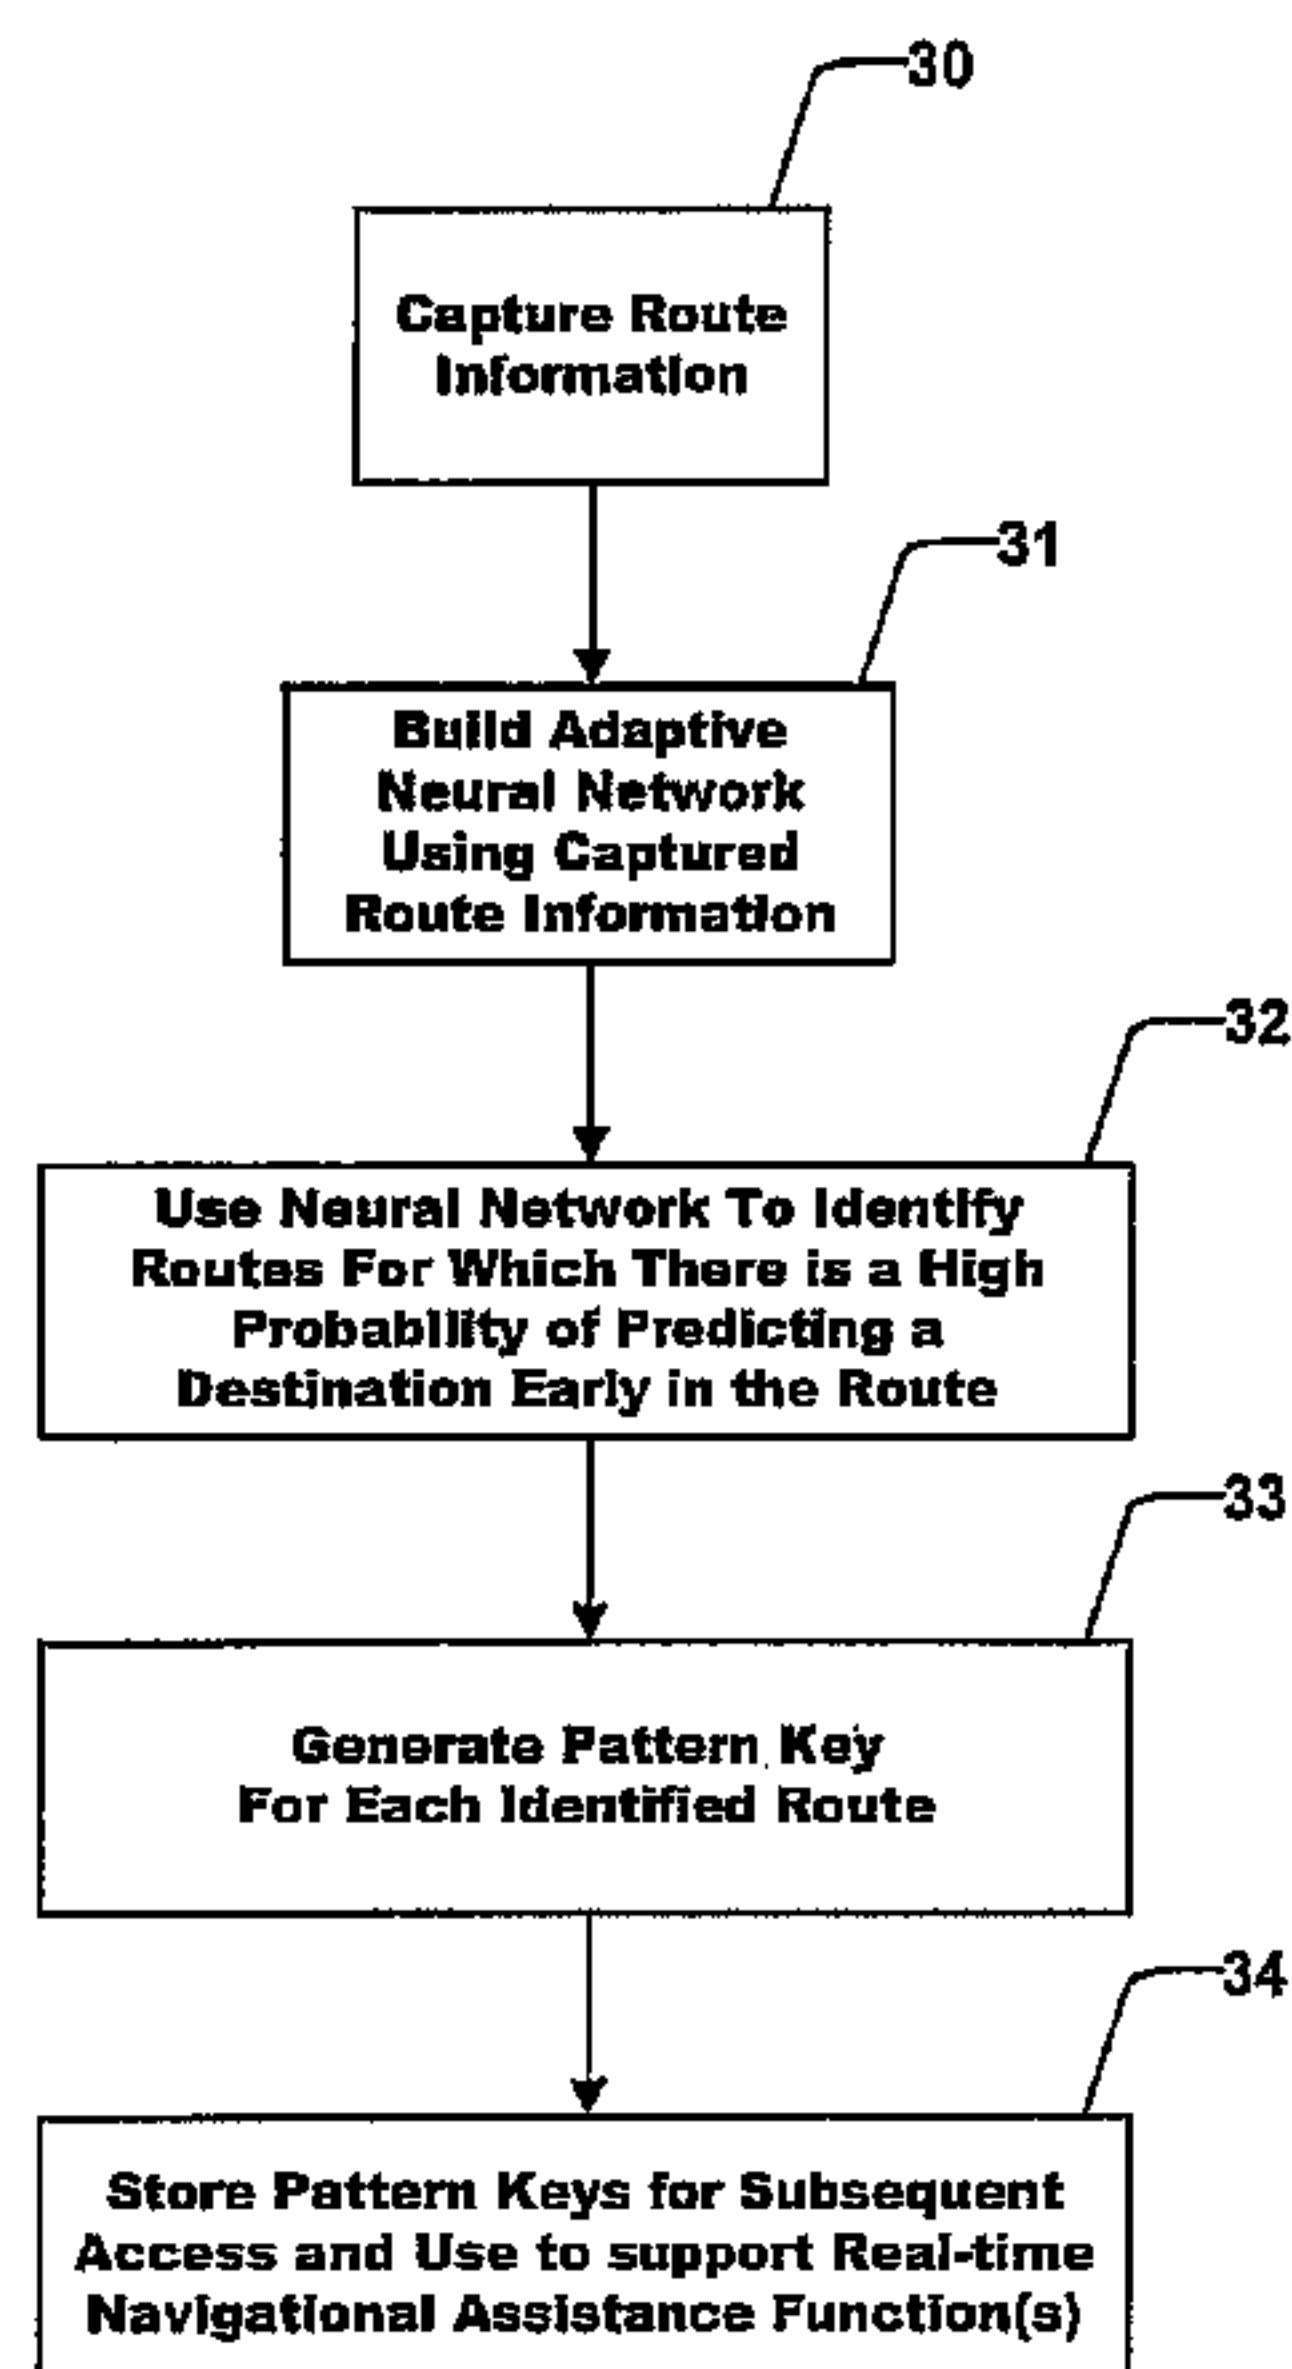 30
Capture Route
Information
31
Build Adaptive
Neural Network
Using Captured
Route Information
32
Use Neural Network To Identify
Routes For Which There is a High
Probability of Predicting a
Destination Early in the Route
33
Generate Pattern Key
For Each Identified Route
34
Store Pattern Keys for Subsequent
Access and Use to support Real-time
Navigational Assistance Function(s)